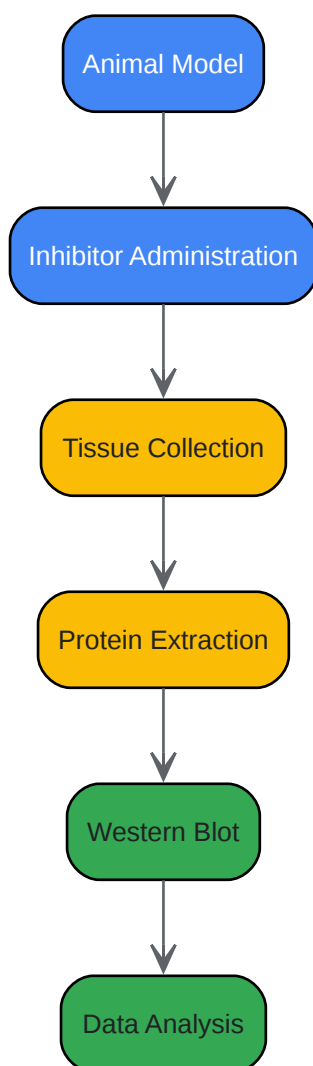 Animal Model
Inhibitor Administration
Tissue Collection
Protein Extraction
Western Blot
Data Analysis